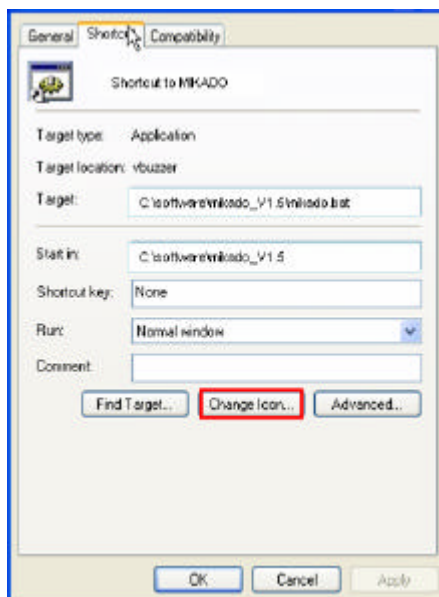 General Shortcut Compatibility
Shortcut to MIKADO
Target type: Application
Target location: vbuzzer
Target: C:\software\mikado_V1.5\mikado.bat
Start in: C:\software\mikado_V1.5
Shortcut key: None
Run: Normal window
Comment:
Find Target... Change Icon... Advanced...
OK Cancel Apply